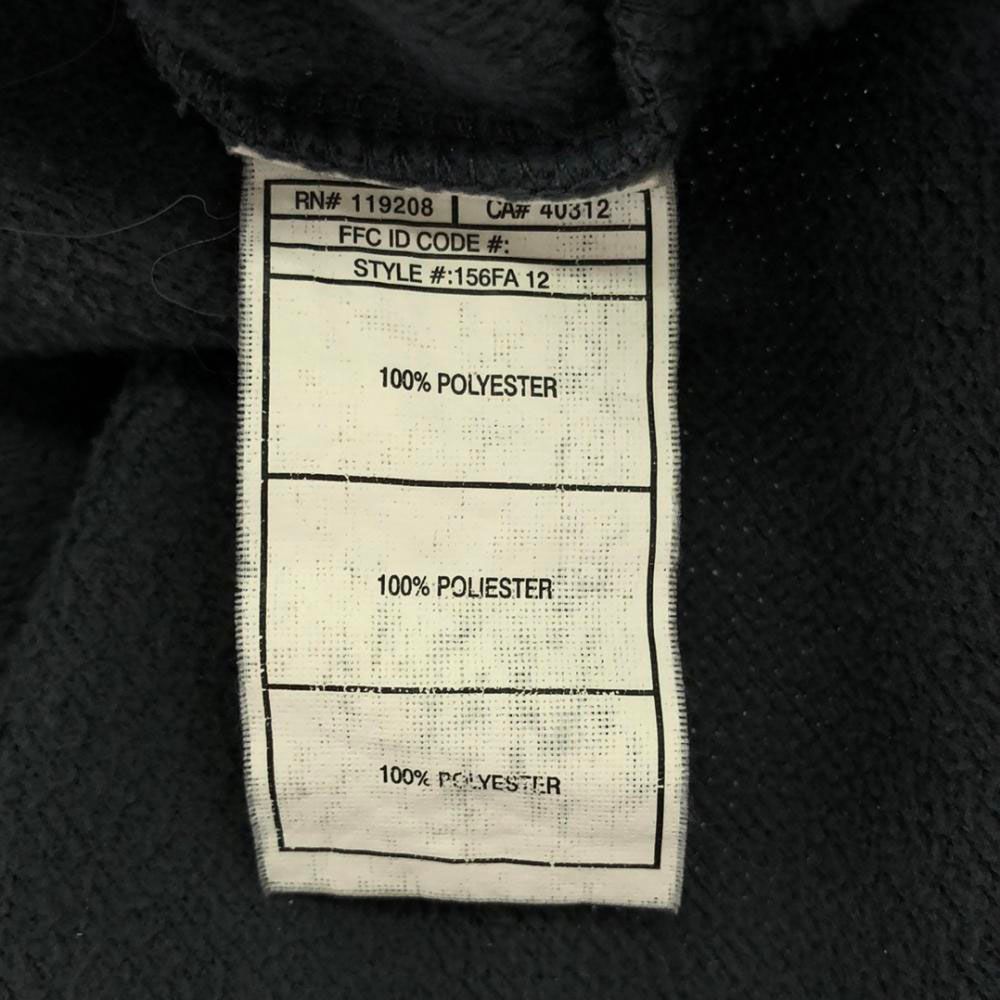 RN# 119208 CA# 40312
FFC ID CODE #:
STYLE #:156FA 12
100% POLYESTER
100% POLIESTER
100% POLYESTER